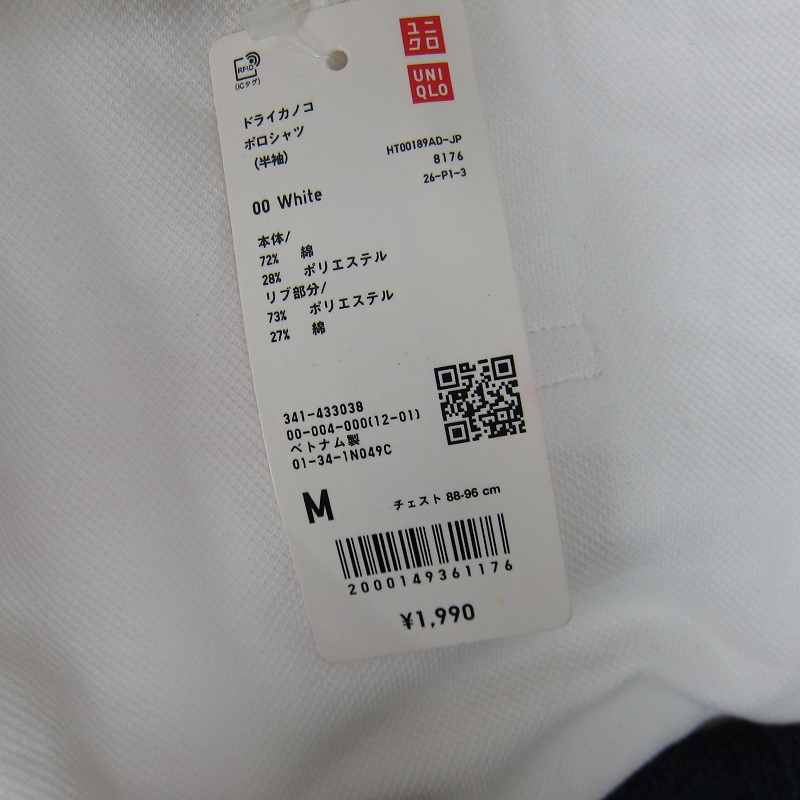 RFID
(ICタグ)
ユニ
クロ
UNI
QLO
ドライカノコ
ポロシャツ
(半袖)
HT00189AD-JP
8176
26-P1-3
00 White
本体/
72% 綿
28% ポリエステル
リブ部分/
73% ポリエステル
27% 綿
341-433038
00-004-000(12-01)
ベトナム製
01-34-1N049C
M チェスト 88-96 cm
2000149361176
¥1,990